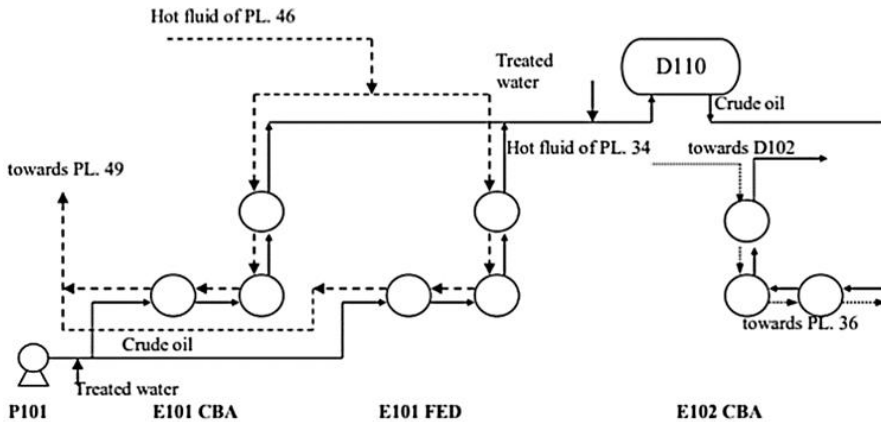 Hot fluid of PL. 46
Treated
water
D110
Crude oil
Hot fluid of PL. 34
towards D102
towards PL. 49
towards PL. 36
Crude oil
Treated water
P101
E101 CBA
E101 FED
E102 CBA